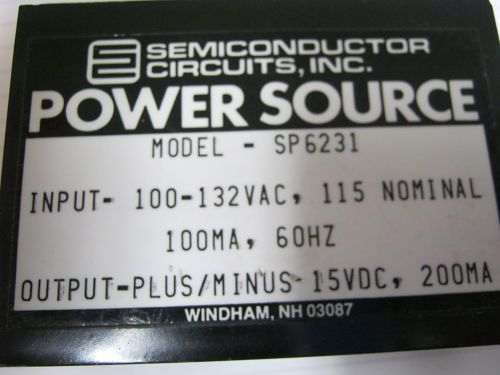 SEMICONDUCTOR
CIRCUITS, INC.
POWER SOURCE
MODEL - SP6231
INPUT- 100-132VAC, 115 NOMINAL
100MA, 60HZ
OUTPUT-PLUS/MINUS-15VDC, 200MA
WINDHAM, NH 03087